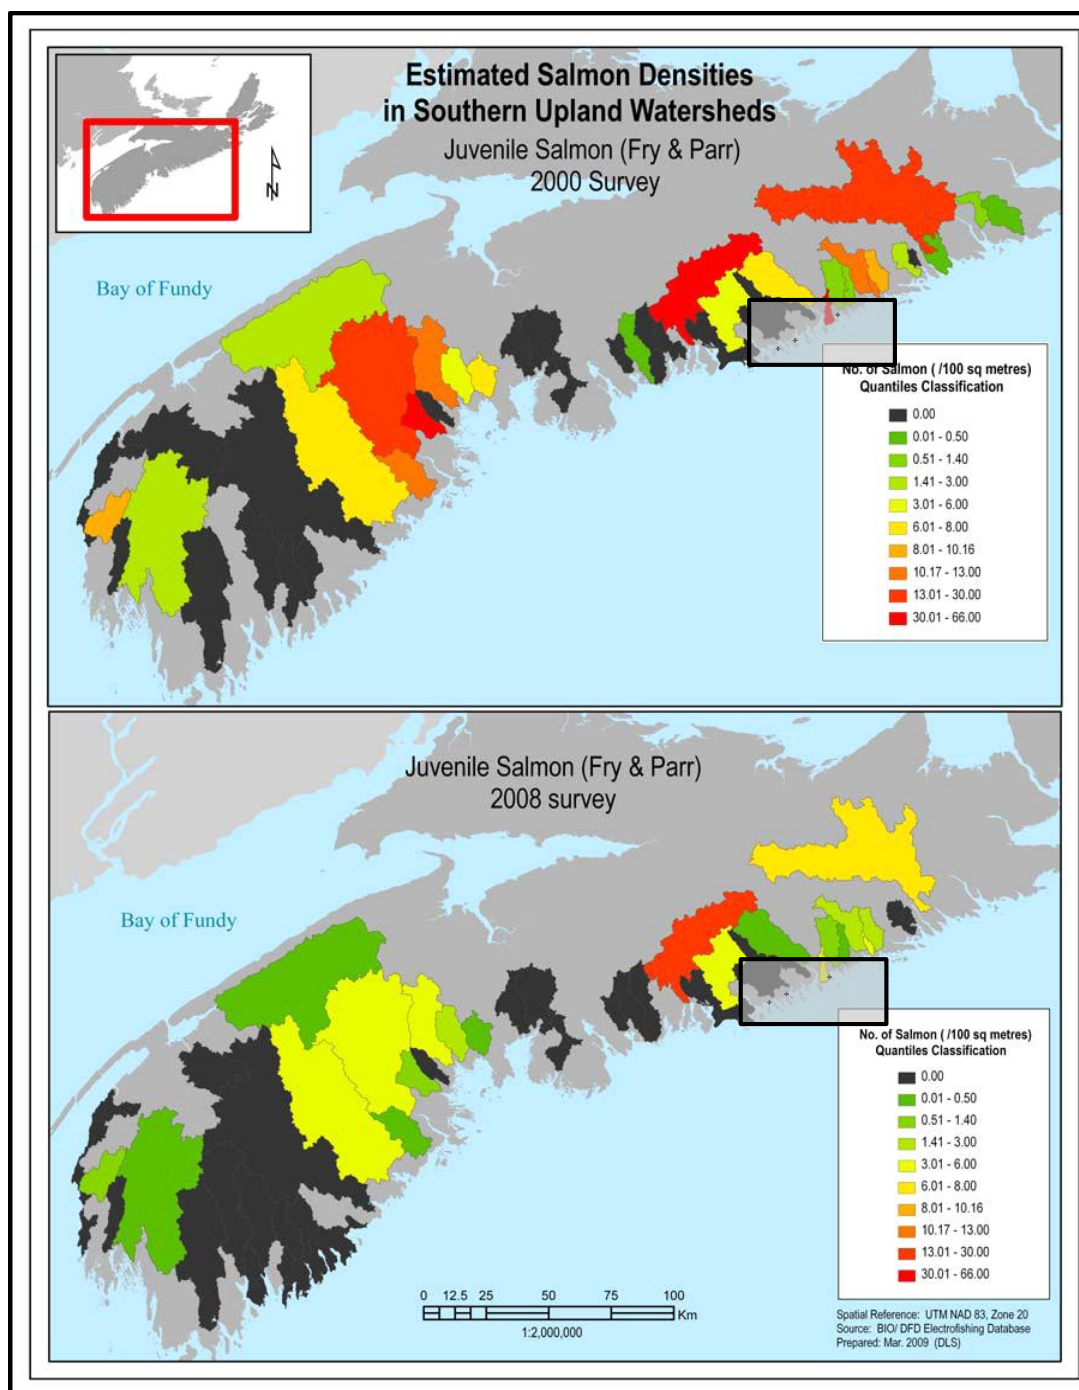 Estimated Salmon Densities
in Southern Upland Watersheds
Juvenile Salmon (Fry & Parr)
2000 Survey
N
Bay of Fundy
No. of Salmon ( /100 sq metres)
Quantiles Classification
0.00
0.01 - 0.50
0.51 - 1.40
1.41 - 3.00
3.01 - 6.00
6.01 - 8.00
8.01 - 10.16
10.17 - 13.00
13.01 - 30.00
30.01 - 66.00
Juvenile Salmon (Fry & Parr)
2008 survey
Bay of Fundy
No. of Salmon ( /100 sq metres)
Quantiles Classification
0.00
0.01 - 0.50
0.51 - 1.40
1.41 - 3.00
3.01 - 6.00
6.01 - 8.00
8.01 - 10.16
10.17 - 13.00
13.01 - 30.00
30.01 - 66.00
0 12.5 25 50 75 100
Km
1:2,000,000
Spatial Reference: UTM NAD 83, Zone 20
Source: BIO/ DFD Electrofishing Database
Prepared: Mar. 2009 (DLS)